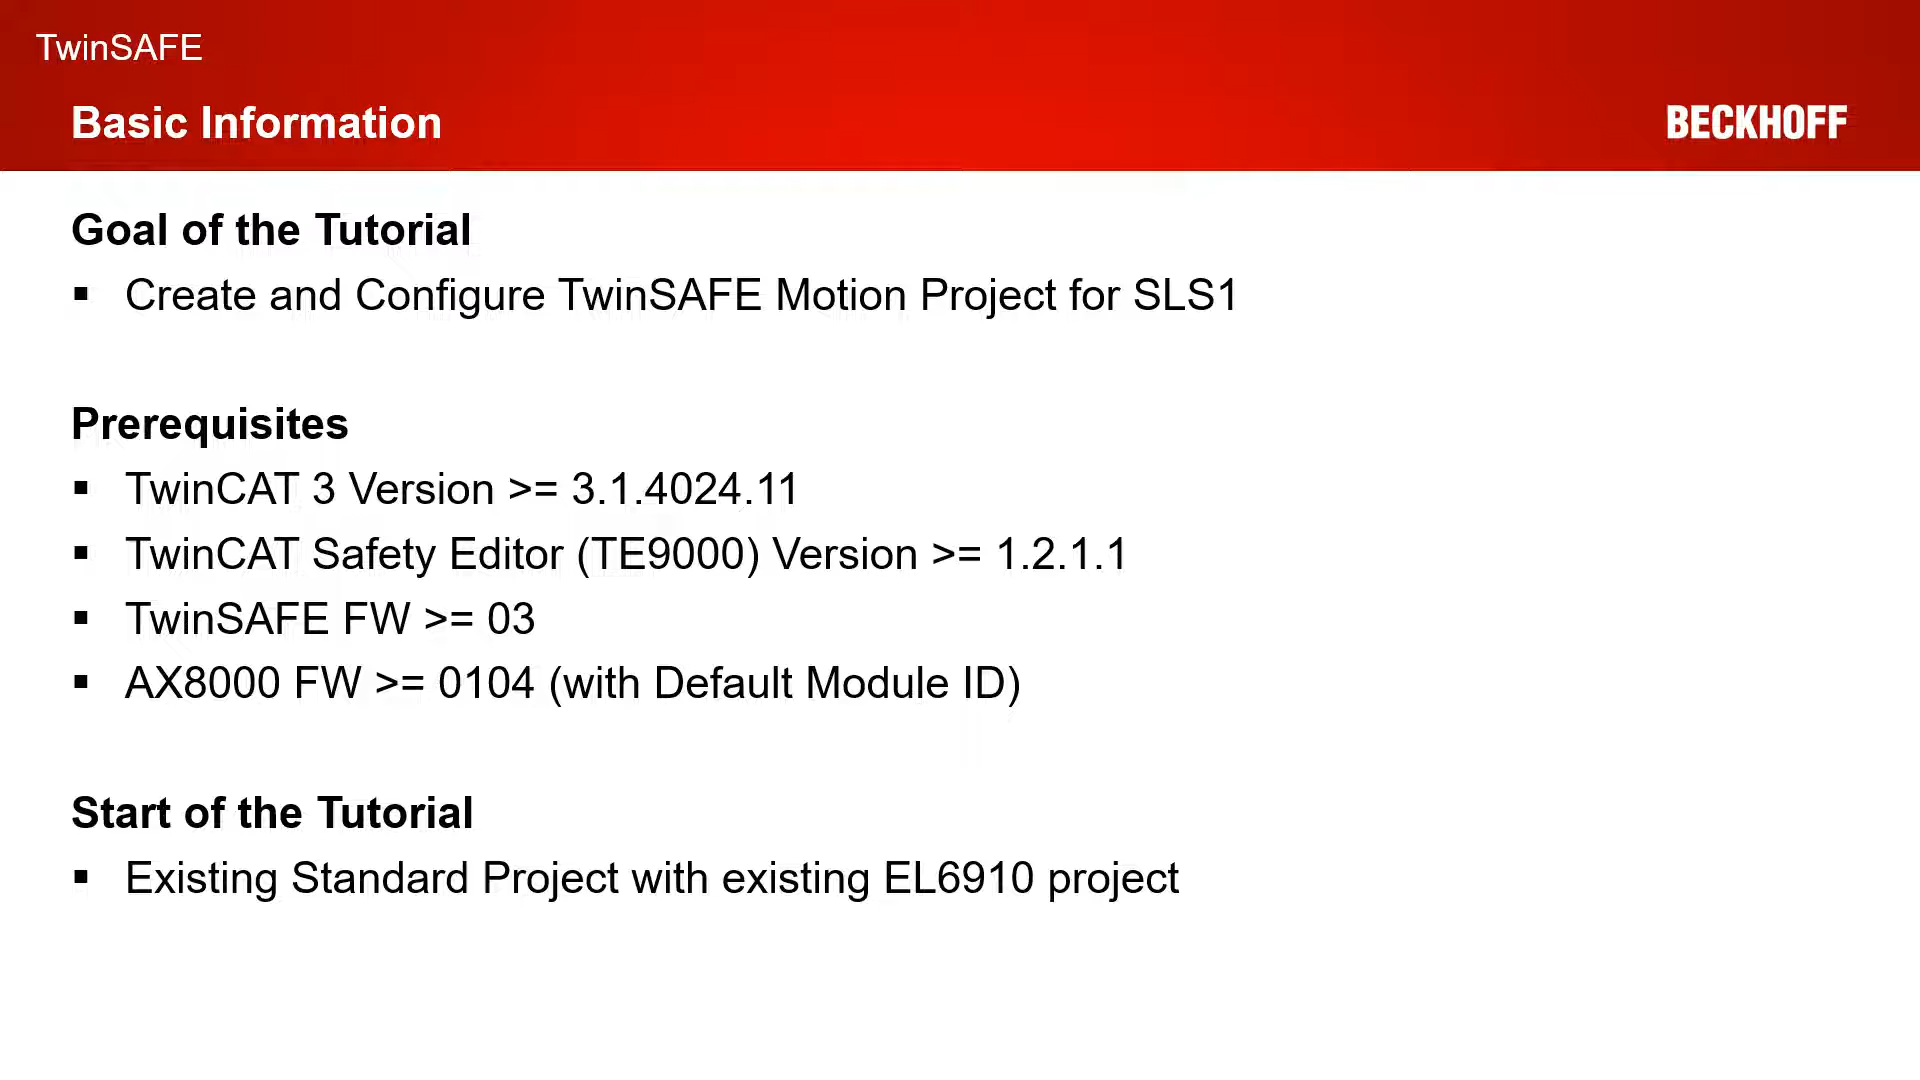 TwinSAFE
Basic Information
BECKHOFF
Goal of the Tutorial
▪ Create and Configure TwinSAFE Motion Project for SLS1
Prerequisites
▪ TwinCAT 3 Version >= 3.1.4024.11
▪ TwinCAT Safety Editor (TE9000) Version >= 1.2.1.1
▪ TwinSAFE FW >= 03
▪ AX8000 FW >= 0104 (with Default Module ID)
Start of the Tutorial
▪ Existing Standard Project with existing EL6910 project